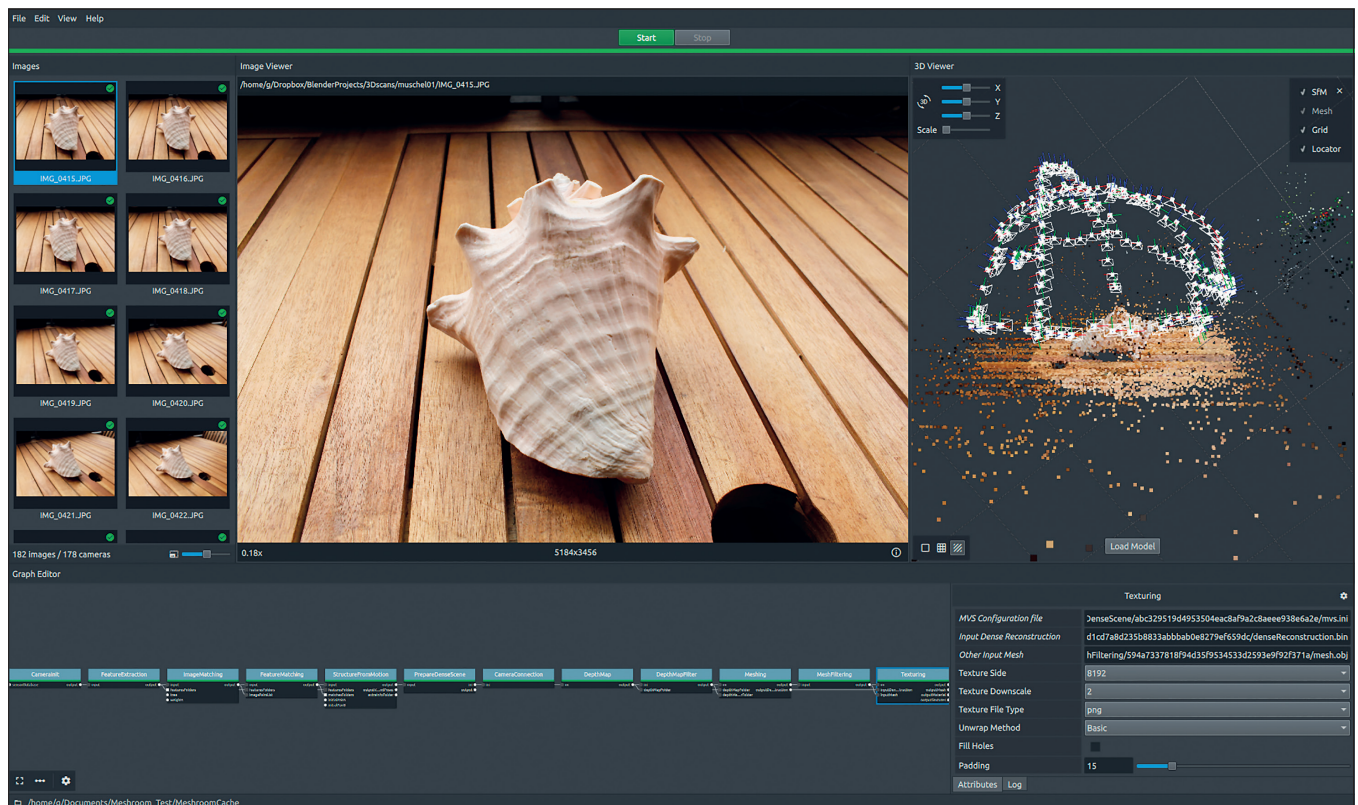 File Edit View Help
Start Stop
Images
Image Viewer
3D Viewer
/home/g/Dropbox/BlenderProjects/3Dscans/muschel01/IMG_0415.JPG
3D
X
Y
Z
Scale
SfM
Mesh
Grid
Locator
IMG_0415.JPG IMG_0416.JPG
IMG_0417.JPG IMG_0418.JPG
IMG_0419.JPG IMG_0420.JPG
IMG_0421.JPG IMG_0422.JPG
182 images / 178 cameras
0.18x
5184x3456
Load Model
Graph Editor
CameraInit FeatureExtraction ImageMatching FeatureMatching StructureFromMotion PrepareDenseScene CameraConnection DepthMap DepthMapFilter Meshing MeshFiltering Texturing
Texturing
MVS Configuration file DenseScene/abc329519d4953504eac8af9a2c8aeee938e6a2e/mvs.ini
Input Dense Reconstruction d1cd7a8d235b8833abbbab0e8279ef659dc/denseReconstruction.bin
Other Input Mesh hFiltering/594a7337818f94d35f9534533d2593e9f92f371a/mesh.obj
Texture Side 8192
Texture Downscale 2
Texture File Type png
Unwrap Method Basic
Fill Holes
Padding 15
Attributes Log
/home/g/Documents/Meshroom_Test/MeshroomCache